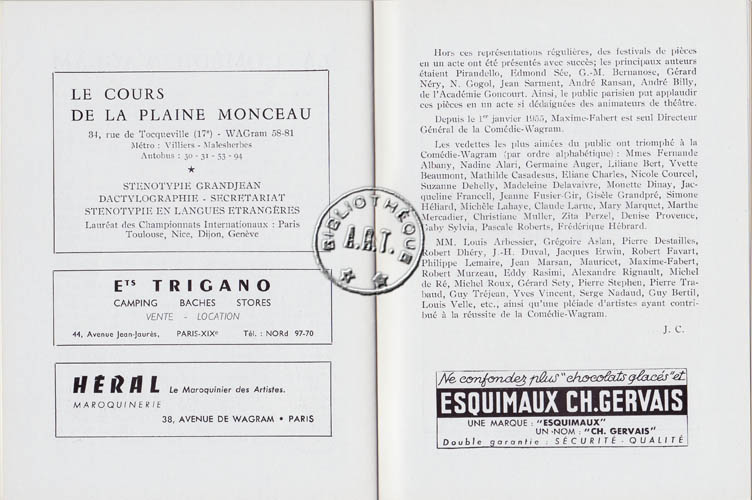 LE COURS
DE LA PLAINE MONCEAU
34, rue de Tocqueville (17e) - WAGram 58-81
Métro : Villiers - Malesherbes
Autobus : 30 - 31 - 53 - 94
STENOTYPIE GRANDJEAN
DACTYLOGRAPHIE - SECRETARIAT
STENOTYPIE EN LANGUES ETRANGÈRES
Lauréat des Championnats Internationaux : Paris
Toulouse, Nice, Dijon, Genève
ETS TRIGANO
CAMPING BACHES STORES
VENTE - LOCATION
44, Avenue Jean-Jaurès, PARIS-XIXe Tél. : NORd 97-70
HÉRAL Le Maroquinier des Artistes.
MAROQUINERIE
38, AVENUE DE WAGRAM • PARIS
BIBLIOTHÈQUE
A.R.T.
Hors ces représentations régulières, des festivals de pièces
en un acte ont été présentés avec succès; les principaux auteurs
étaient Pirandello, Edmond Sée, G.-M. Bernanose, Gérard
Néry, N. Gogol, Jean Sarment, André Ransan, André Billy,
de l'Académie Goncourt. Ainsi, le public parisien put applaudir
ces pièces en un acte si dédaignées des animateurs de théâtre.
Depuis le 1er janvier 1955, Maxime-Fabert est seul Directeur
Général de la Comédie-Wagram.
Les vedettes les plus aimées du public ont triomphé à la
Comédie-Wagram (par ordre alphabétique) : Mmes Fernande
Albany, Nadine Alari, Germaine Auger, Liliane Bert, Yvette
Beaumont, Mathilde Casadesus, Eliane Charles, Nicole Courcel,
Suzanne Dehelly, Madeleine Delavaivre, Monette Dinay, Jac-
queline Francell, Jeanne Fusier-Gir, Gisèle Grandpré, Simone
Héliard, Michèle Lahaye, Claude Larue, Mary Marquet, Marthe
Mercadier, Christiane Muller, Zita Perzel, Denise Provence,
Gaby Sylvia, Pascale Roberts, Frédérique Hébrard.
MM. Louis Arbessier, Grégoire Aslan, Pierre Destailles,
Robert Dhéry, J.-H. Duval, Jacques Erwin, Robert Favart,
Philippe Lemaire, Jean Marsan, Mauricet, Maxime-Fabert,
Robert Murzeau, Eddy Rasimi, Alexandre Rignault, Michel
de Ré, Michel Roux, Gérard Sety, Pierre Stephen, Pierre Tra-
baud, Guy Tréjean, Yves Vincent, Serge Nadaud, Guy Bertil,
Louis Velle, etc., ainsi qu'une pléiade d'artistes ayant contri-
bué à la réussite de la Comédie-Wagram.
J. C.
Ne confondez plus "chocolats glacés" et
ESQUIMAUX CH. GERVAIS
UNE MARQUE : "ESQUIMAUX"
UN NOM : "CH. GERVAIS"
Double garantie : SÉCURITÉ - QUALITÉ